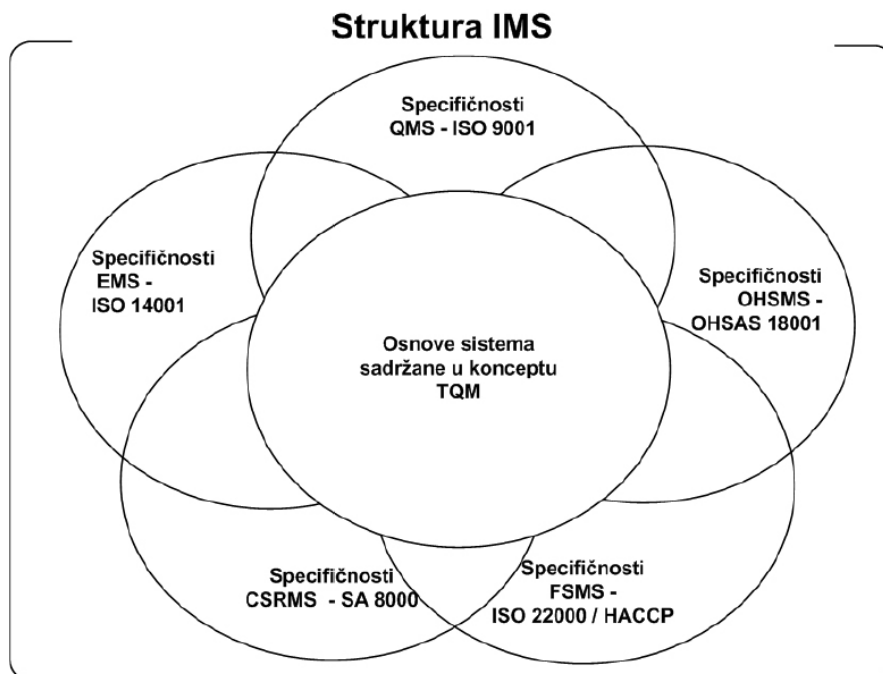 Struktura IMS
Specifičnosti
QMS - ISO 9001
Specifičnosti
EMS -
ISO 14001
Specifičnosti
OHSMS -
OHSAS 18001
Osnove sistema
sadržane u konceptu
TQM
Specifičnosti
CSRMS - SA 8000
Specifičnosti
FSMS -
ISO 22000 / HACCP